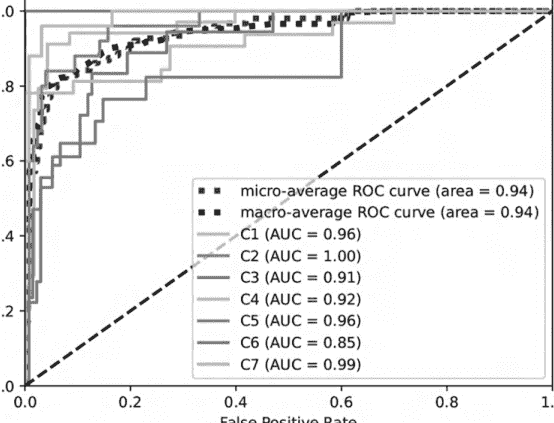 .0
.8
.6
.4
.2
.0
micro-average ROC curve (area = 0.94)
macro-average ROC curve (area = 0.94)
C1 (AUC = 0.96)
C2 (AUC = 1.00)
C3 (AUC = 0.91)
C4 (AUC = 0.92)
C5 (AUC = 0.96)
C6 (AUC = 0.85)
C7 (AUC = 0.99)
0.0 0.2 0.4 0.6 0.8 1.
False Positive Rate